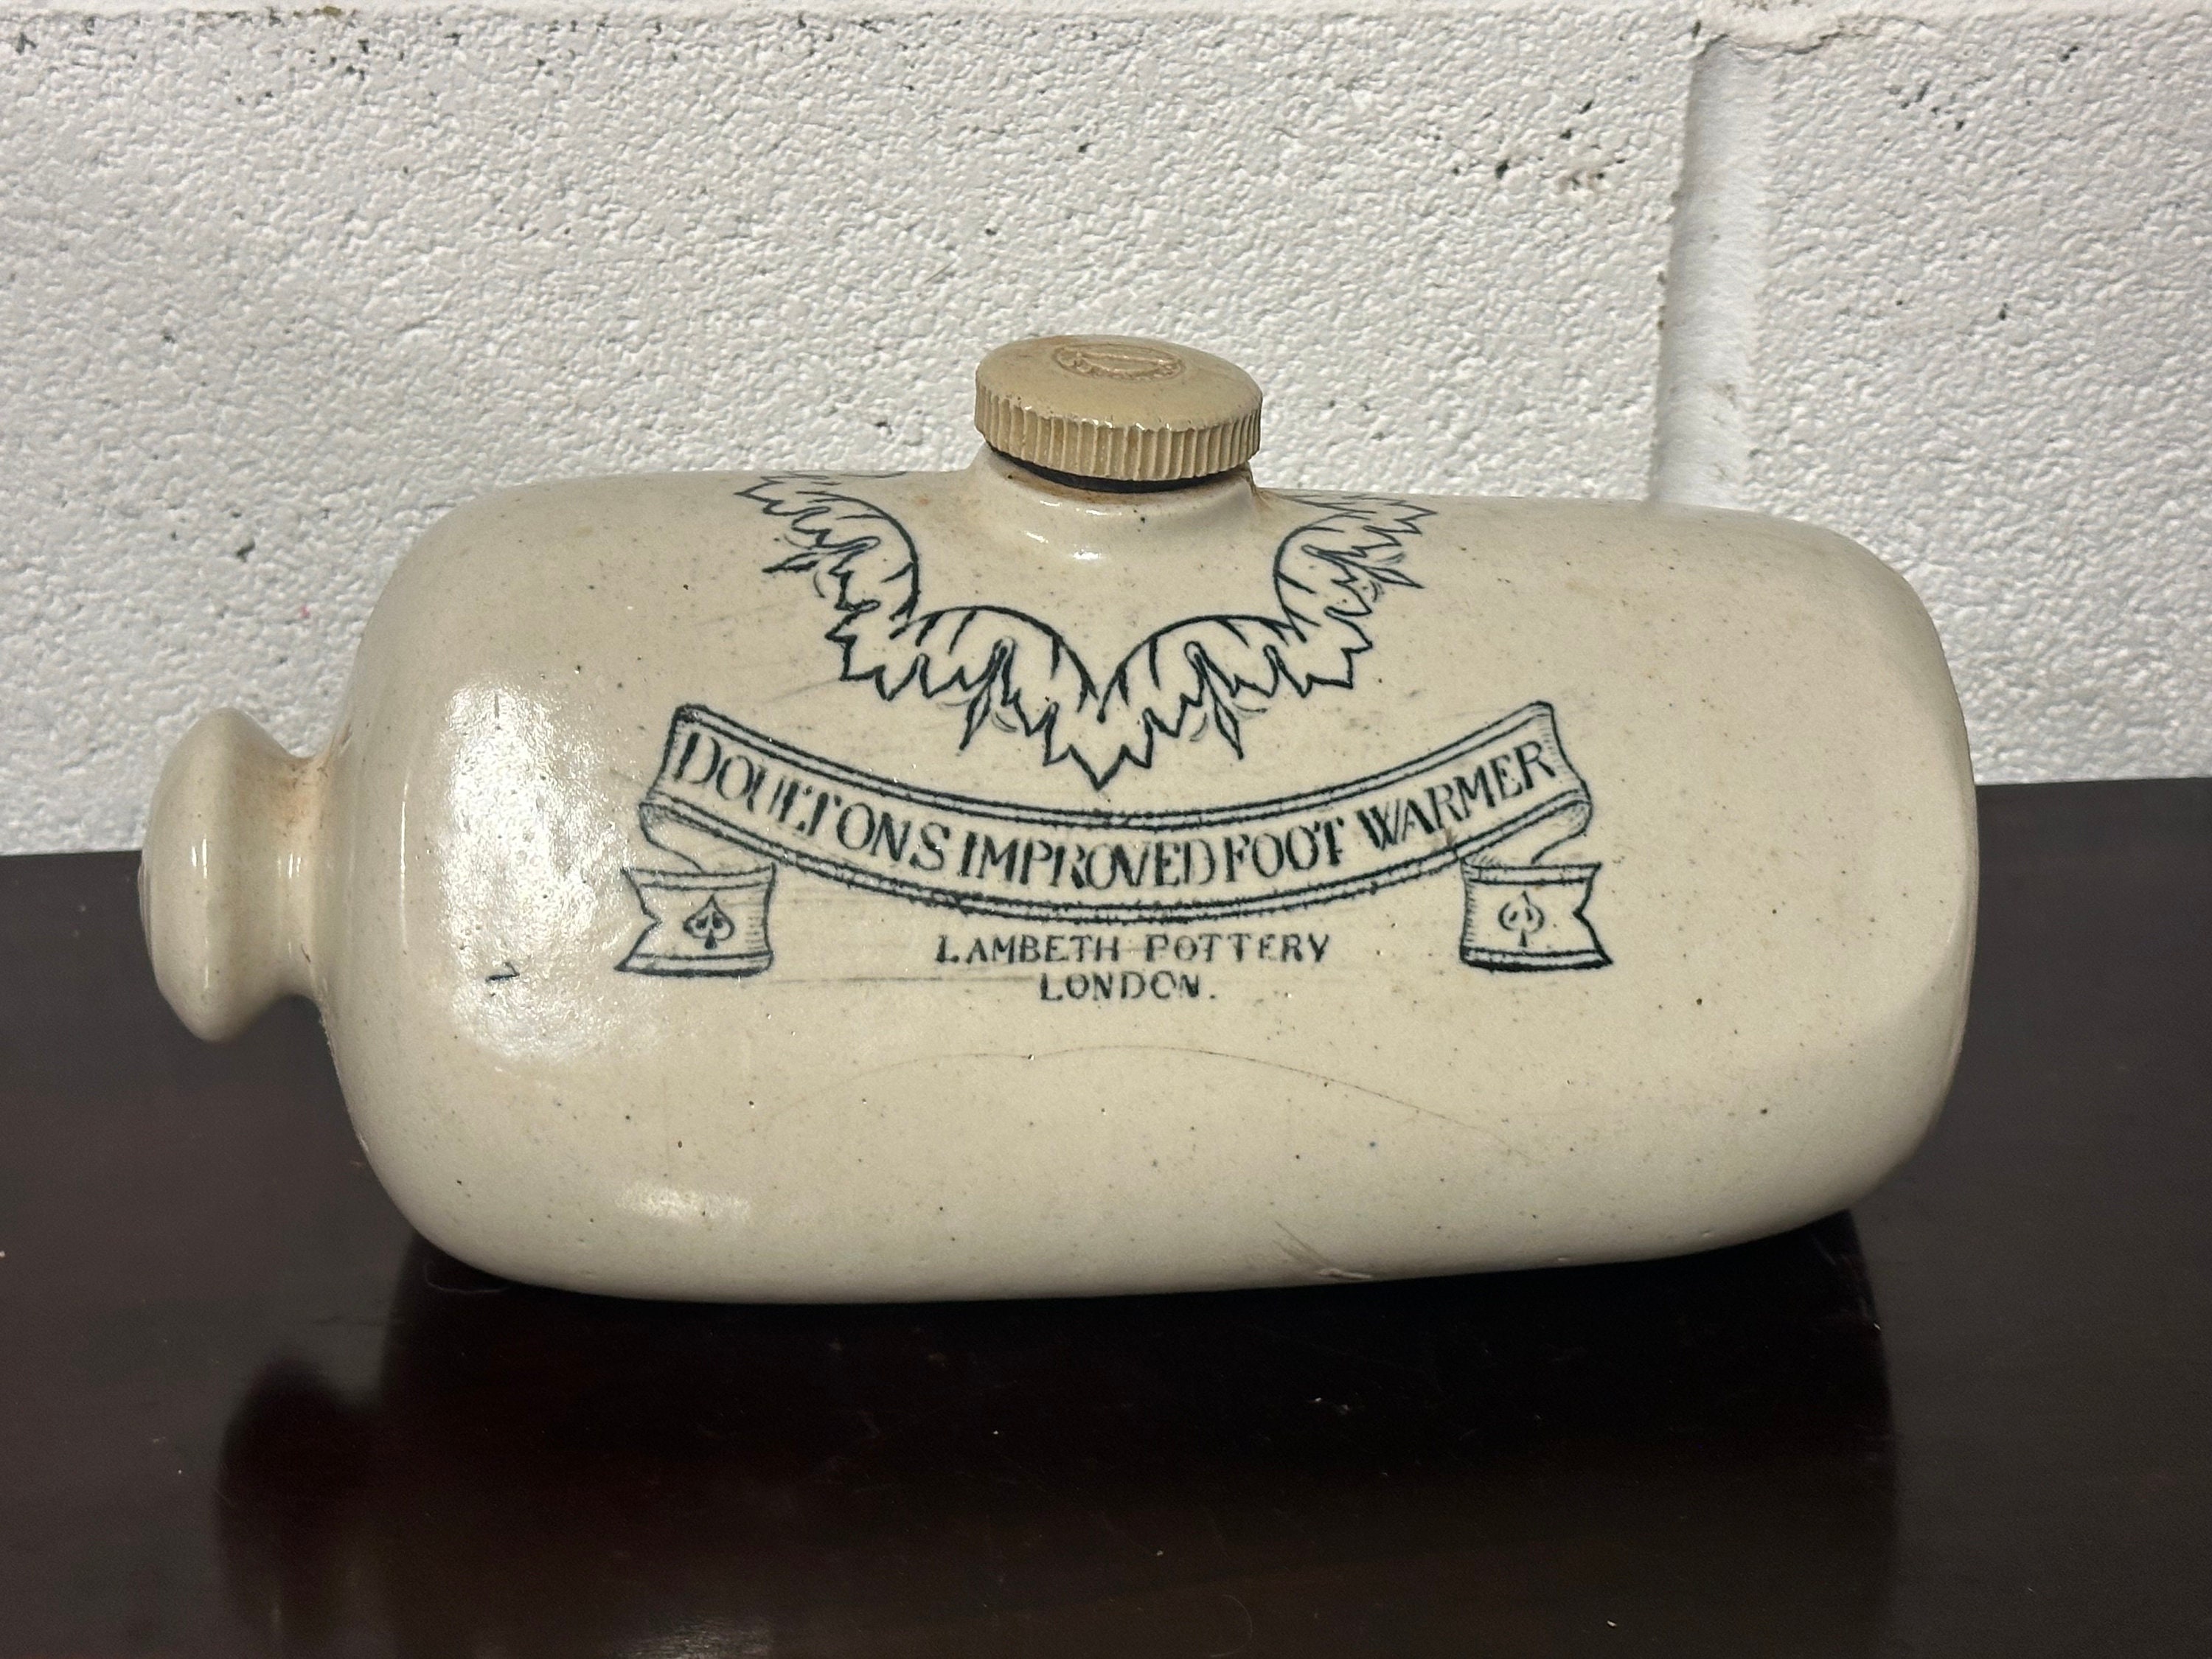 DOULTONS IMPROVED FOOT WARMER
LAMBETH POTTERY
LONDON.